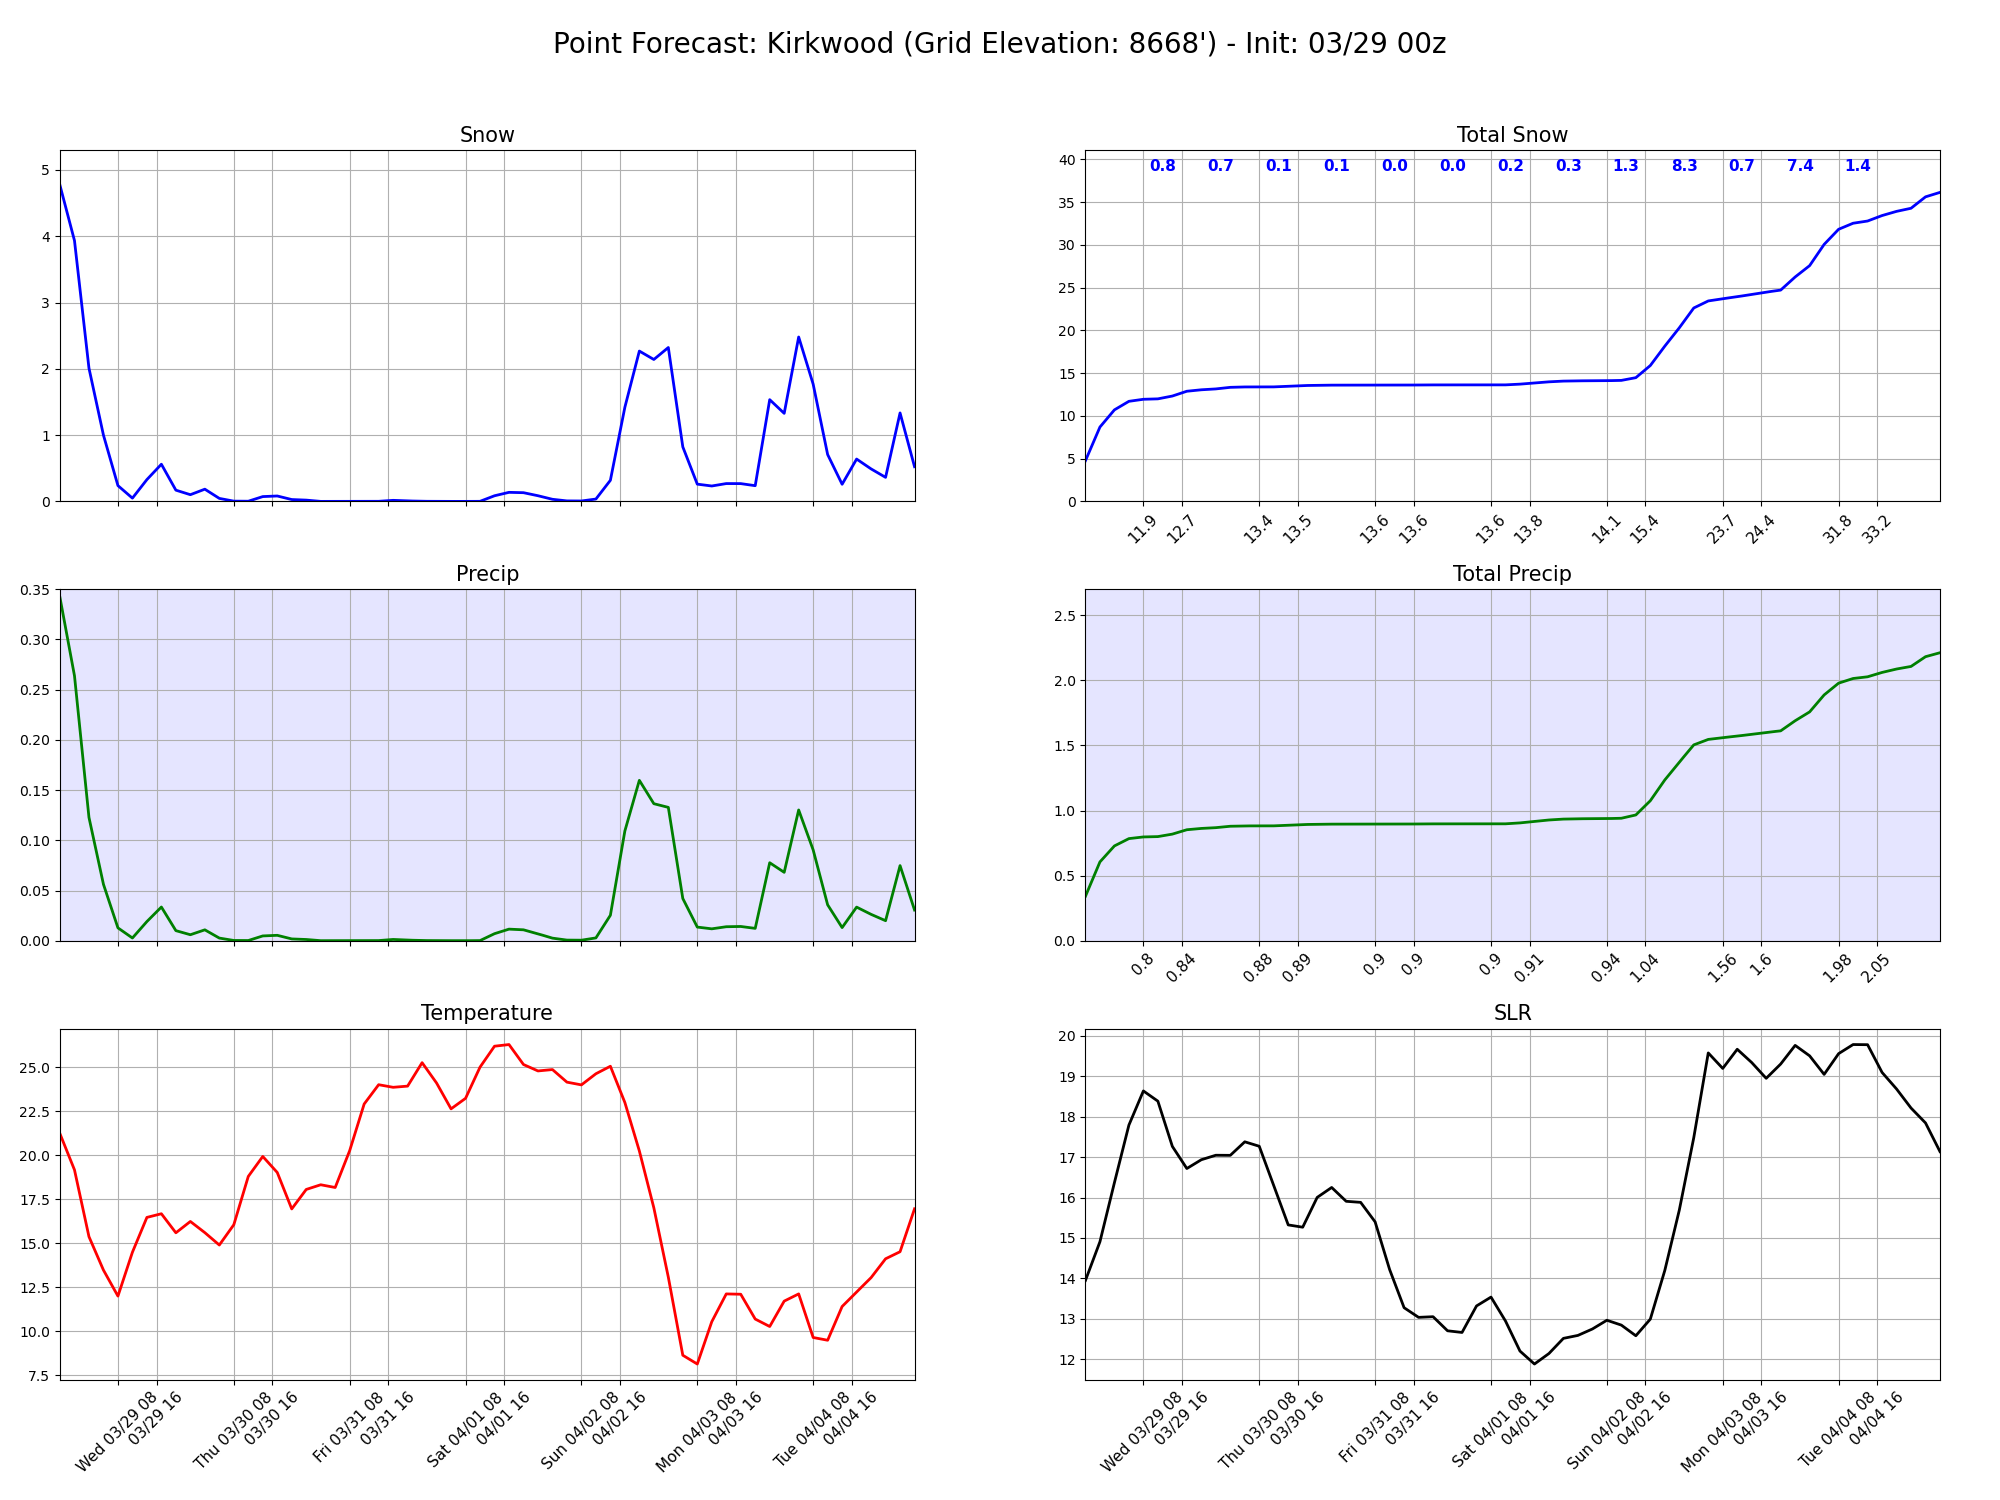 Point Forecast: Kirkwood (Grid Elevation: 8668') - Init: 03/29 00z
Snow
5
4
3
2
1
0
Total Snow
0.8 0.7 0.1 0.1 0.0 0.0 0.2 0.3 1.3 8.3 0.7 7.4 1.4
40
35
30
25
20
15
10
5
0
11.9 12.7 13.4 13.5 13.6 13.6 13.6 13.8 14.1 15.4 23.7 24.4 31.8 33.2
Precip
0.35
0.30
0.25
0.20
0.15
0.10
0.05
0.00
Total Precip
2.5
2.0
1.5
1.0
0.5
0.0
0.8 0.84 0.88 0.89 0.9 0.9 0.9 0.91 0.94 1.04 1.56 1.6 1.98 2.05
Temperature
25.0
22.5
20.0
17.5
15.0
12.5
10.0
7.5
Wed 03/29 08
03/29 16
Thu 03/30 08
03/30 16
Fri 03/31 08
03/31 16
Sat 04/01 08
04/01 16
Sun 04/02 08
04/02 16
Mon 04/03 08
04/03 16
Tue 04/04 08
04/04 16
SLR
20
19
18
17
16
15
14
13
12
Wed 03/29 08
03/29 16
Thu 03/30 08
03/30 16
Fri 03/31 08
03/31 16
Sat 04/01 08
04/01 16
Sun 04/02 08
04/02 16
Mon 04/03 08
04/03 16
Tue 04/04 08
04/04 16